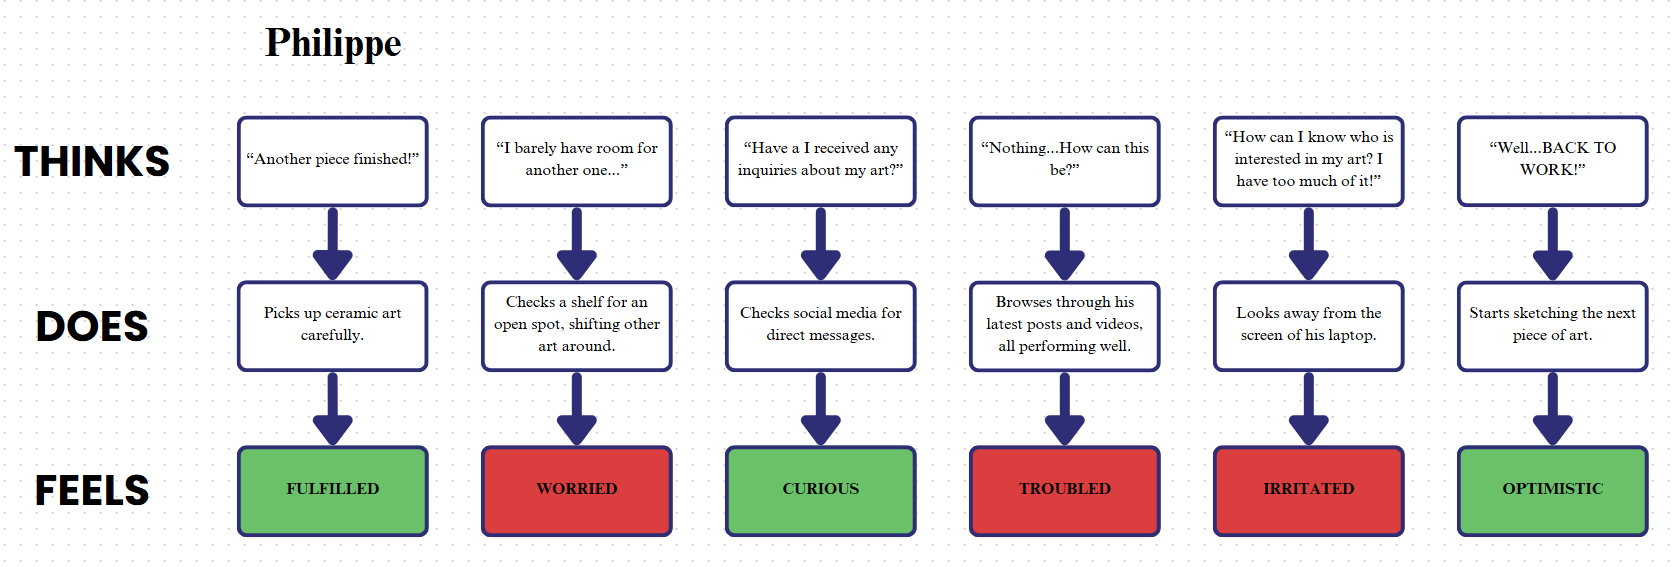 Philippe
THINKS
“Another piece finished!”
“I barely have room for
another one...”
“Have a I received any
inquiries about my art?”
“Nothing...How can this
be?”
“How can I know who is
interested in my art? I
have too much of it!”
“Well...BACK TO
WORK!”
DOES
Picks up ceramic art
carefully.
Checks a shelf for an
open spot, shifting other
art around.
Checks social media for
direct messages.
Browses through his
latest posts and videos,
all performing well.
Looks away from the
screen of his laptop.
Starts sketching the next
piece of art.
FEELS
FULFILLED
WORRIED
CURIOUS
TROUBLED
IRRITATED
OPTIMISTIC